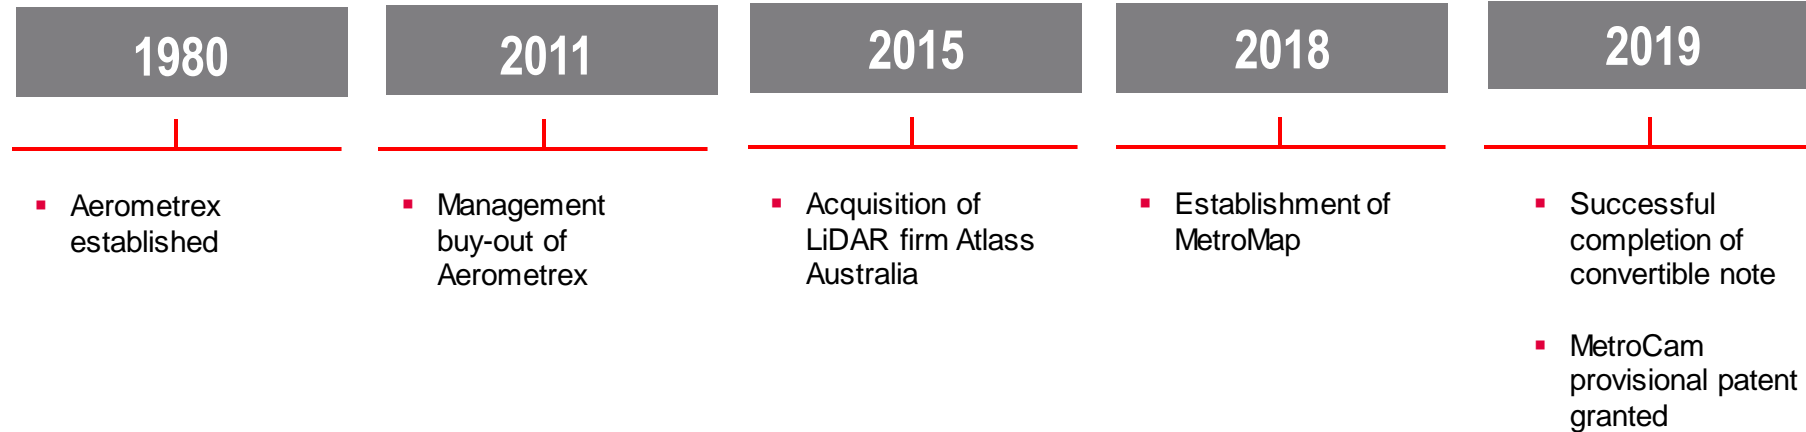 1980
Aerometrex
established
2011
Management
buy-out of
Aerometrex
2015
Acquisition of
LiDAR firm Atlass
Australia
2018
Establishment of
MetroMap
2019
Successful
completion of
convertible note
MetroCam
provisional patent
granted